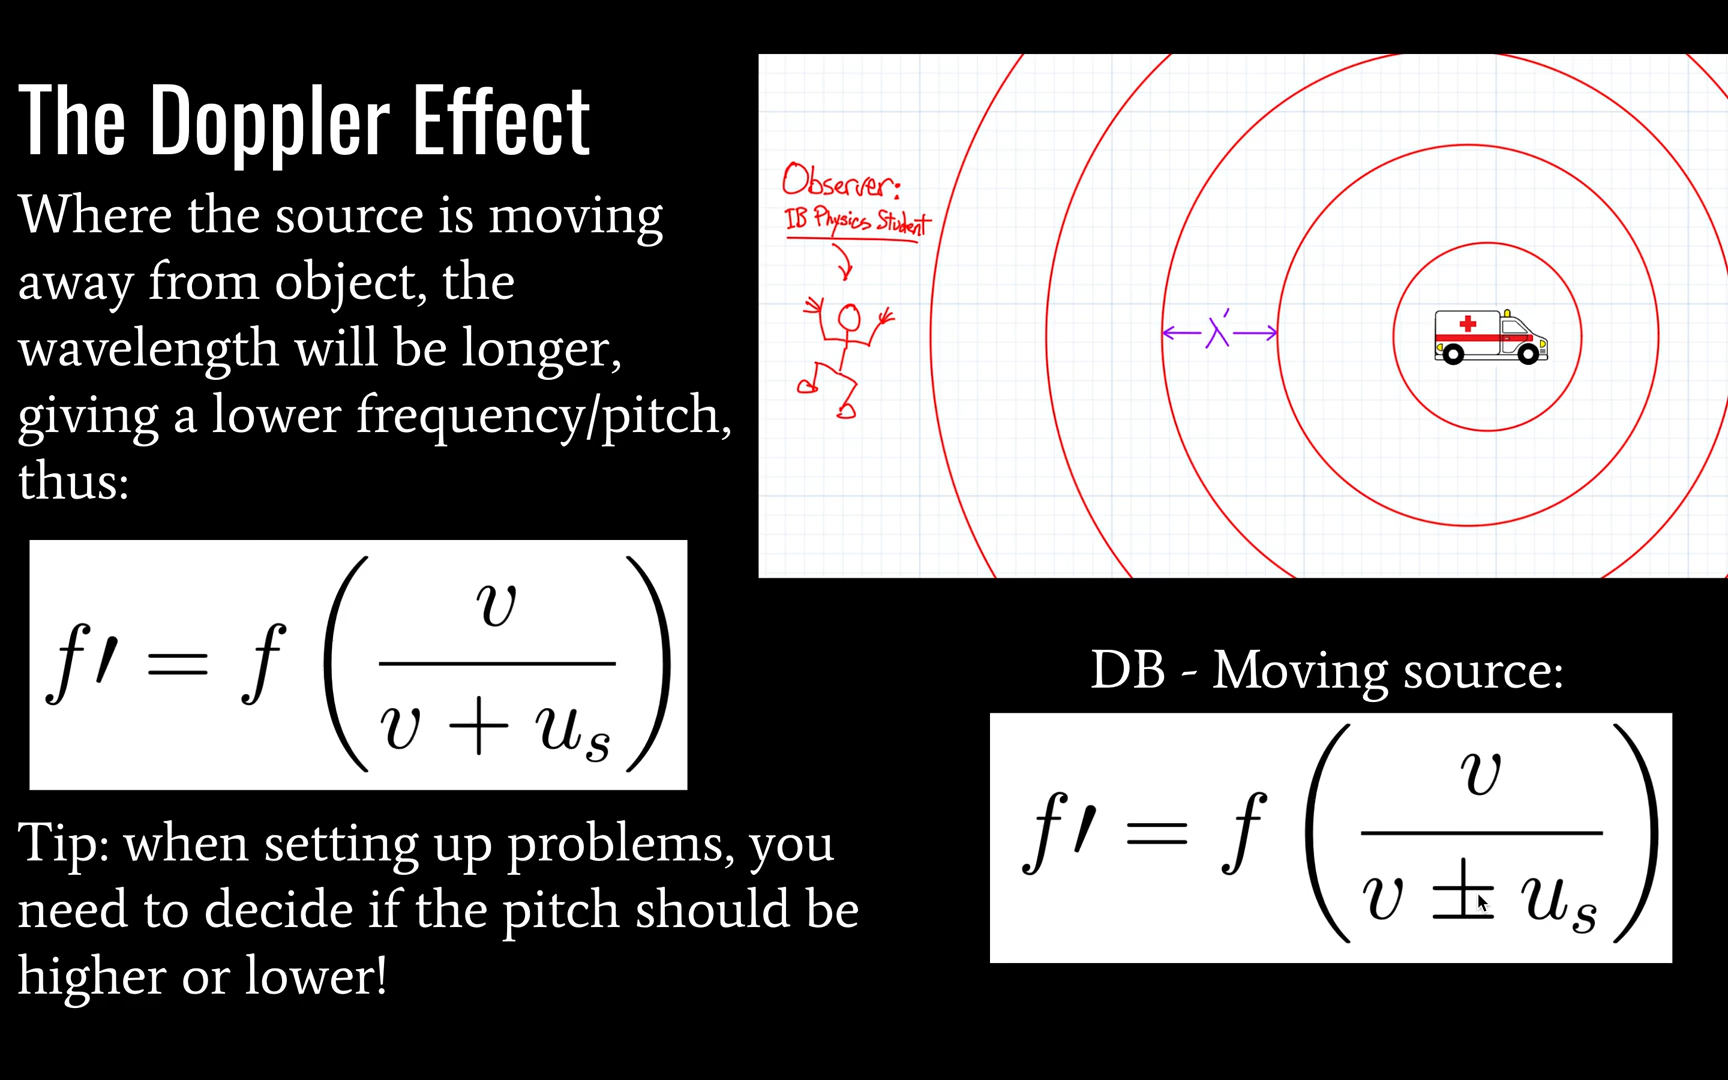 The Doppler Effect
Where the source is moving
away from object, the
wavelength will be longer,
giving a lower frequency/pitch,
thus:
f′ = f ( v / (v + uₛ) )
Tip: when setting up problems, you
need to decide if the pitch should be
higher or lower!
Observer:
IB Physics Student
λ′
DB - Moving source:
f′ = f ( v / (v ± uₛ) )